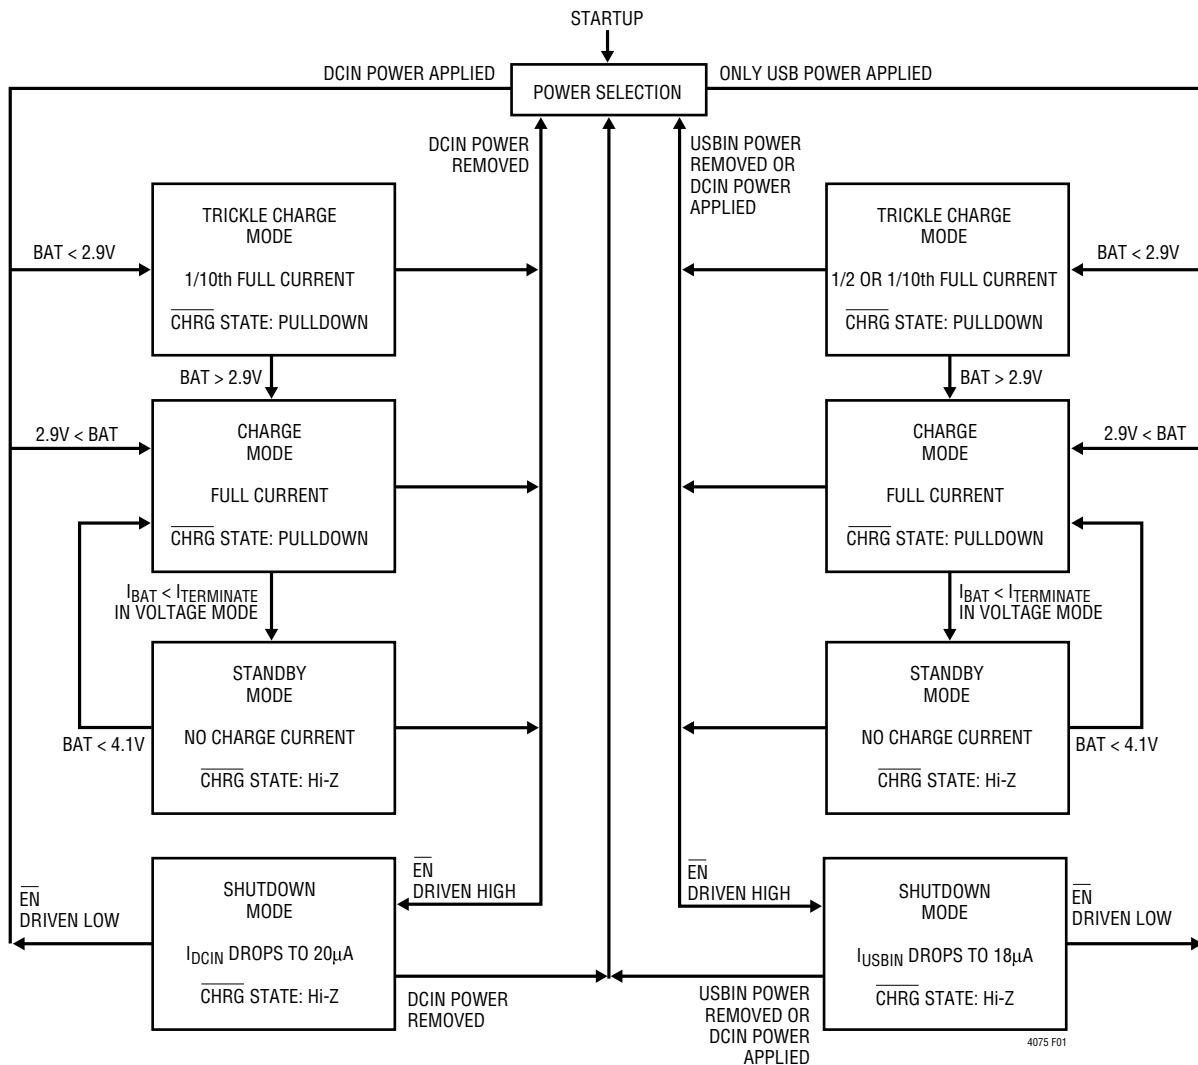 STARTUP
DCIN POWER APPLIED
POWER SELECTION
ONLY USB POWER APPLIED
DCIN POWER
REMOVED
USBIN POWER
REMOVED OR
DCIN POWER
APPLIED
BAT < 2.9V
TRICKLE CHARGE
MODE
1/10th FULL CURRENT
CHRG STATE: PULLDOWN
BAT > 2.9V
2.9V < BAT
CHARGE
MODE
FULL CURRENT
CHRG STATE: PULLDOWN
IBAT < ITERMINATE
IN VOLTAGE MODE
STANDBY
MODE
NO CHARGE CURRENT
CHRG STATE: Hi-Z
BAT < 4.1V
EN
DRIVEN LOW
SHUTDOWN
MODE
IDCIN DROPS TO 20μA
CHRG STATE: Hi-Z
EN
DRIVEN HIGH
DCIN POWER
REMOVED
TRICKLE CHARGE
MODE
1/2 OR 1/10th FULL CURRENT
CHRG STATE: PULLDOWN
BAT < 2.9V
BAT > 2.9V
CHARGE
MODE
FULL CURRENT
CHRG STATE: PULLDOWN
2.9V < BAT
IBAT < ITERMINATE
IN VOLTAGE MODE
STANDBY
MODE
NO CHARGE CURRENT
CHRG STATE: Hi-Z
BAT < 4.1V
EN
DRIVEN HIGH
SHUTDOWN
MODE
IUSBIN DROPS TO 18μA
CHRG STATE: Hi-Z
EN
DRIVEN LOW
USBIN POWER
REMOVED OR
DCIN POWER
APPLIED
4075 F01